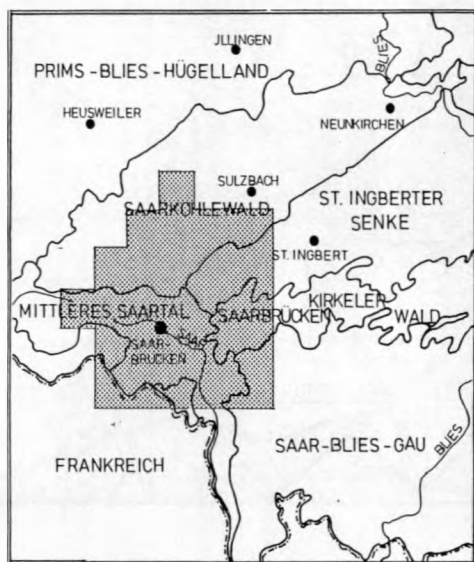 JLLINGEN
BLIES
PRIMS - BLIES - HÜGELLAND
HEUSWEILER
NEUNKIRCHEN
SULZBACH
SAARKOHLEWALD
ST. INGBERTER
SENKE
ST. INGBERT
MITTLERES SAARTAL
SAARBRÜCKEN
KIRKELER
WALD
SAAR-
BRÜCKEN
SAAR
FRANKREICH
SAAR-BLIES-GAU
BLIES